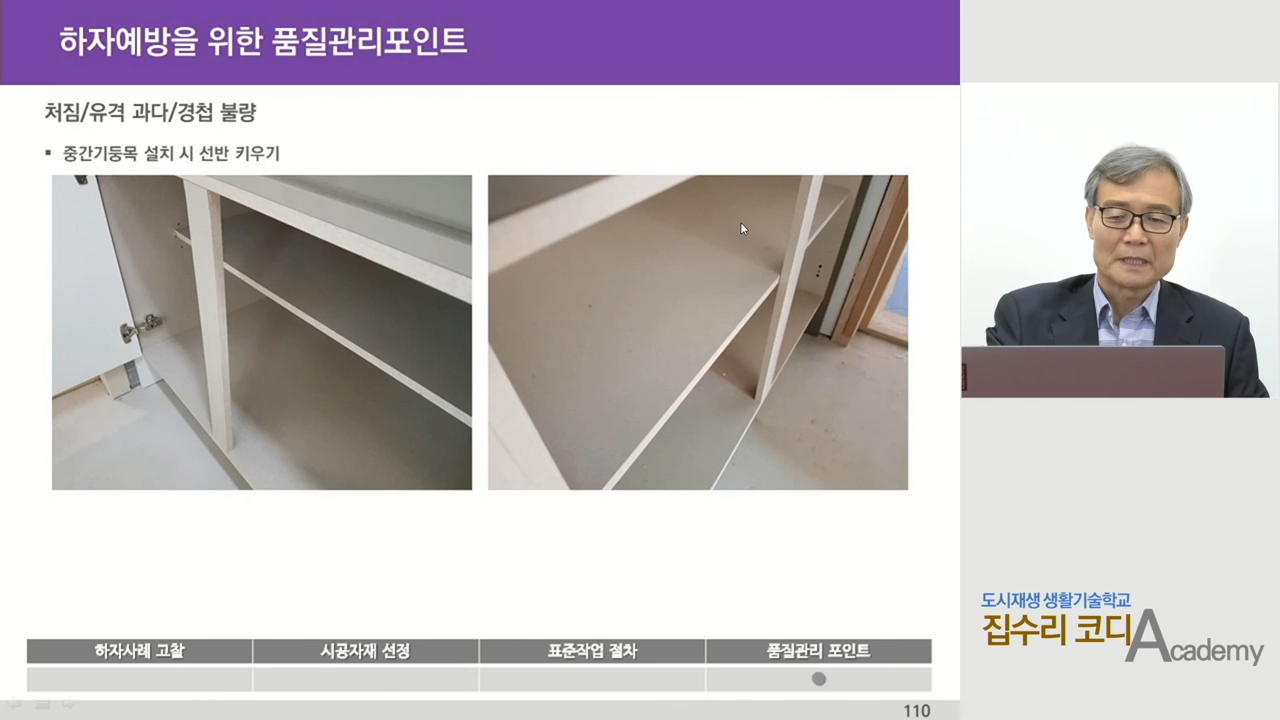 하자예방을 위한 품질관리포인트
처짐/유격 과다/경첩 불량
▪ 중간기둥목 설치 시 선반 키우기
하자사례 고찰
시공자재 선정
표준작업 절차
품질관리 포인트
110
도시재생 생활기술학교
집수리 코디Academy